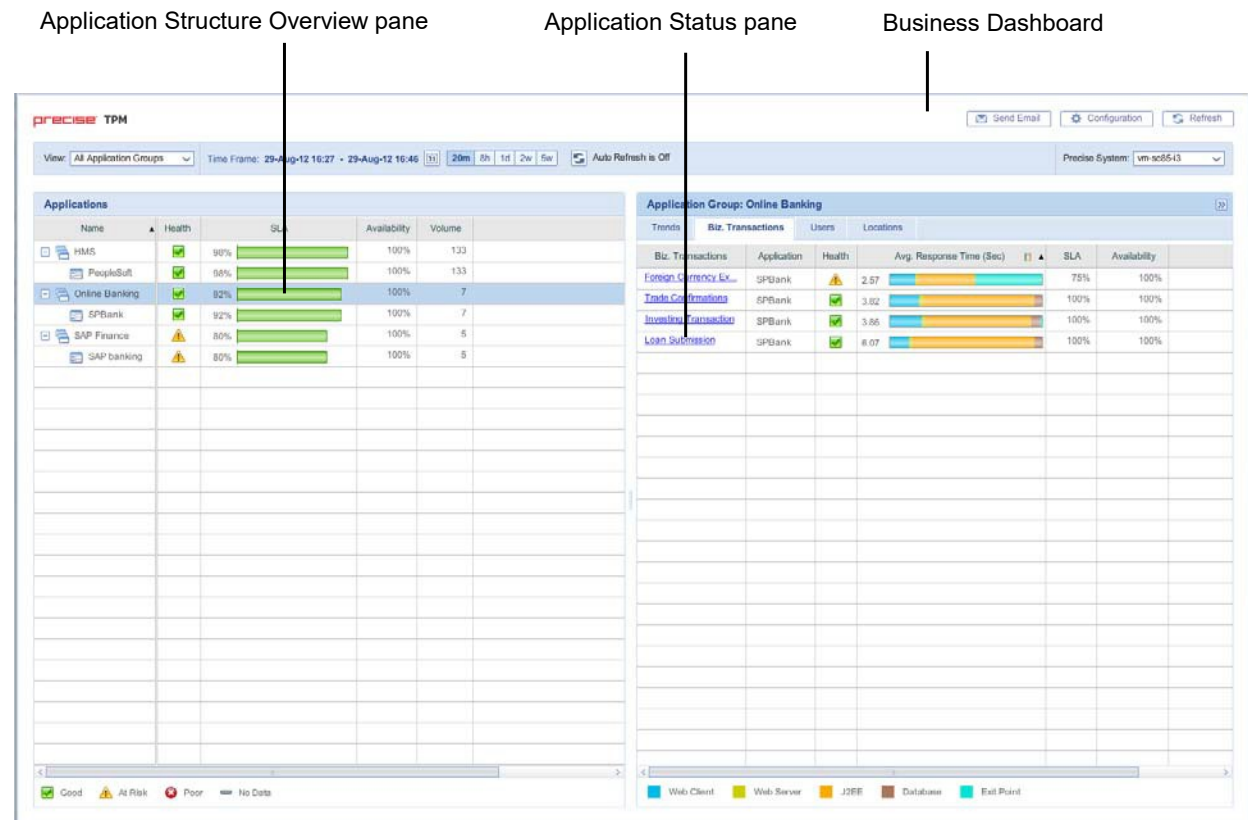 Application Structure Overview pane
Application Status pane
Business Dashboard
precise TPM
Send Email
Configuration
Refresh
View: All Application Groups
Time Frame: 29-Aug-12 16:27 - 29-Aug-12 16:46
20m 8h 1d 2w 5w
Auto Refresh is Off
Precise System: vm-sc85-i3
Applications
Name Health SLA Availability Volume
HMS 98% 100% 133
PeopleSoft 98% 100% 133
Online Banking 92% 100% 7
SPBank 92% 100% 7
SAP Finance 80% 100% 5
SAP banking 80% 100% 5
Good At Risk Poor No Data
Application Group: Online Banking
Trends Biz. Transactions Users Locations
Biz. Transactions Application Health Avg. Response Time (Sec) SLA Availability
Foreign Currency Ex... SPBank 2.57 75% 100%
Trade Confirmations SPBank 3.82 100% 100%
Investing Transaction SPBank 3.86 100% 100%
Loan Submission SPBank 6.07 100% 100%
Web Client Web Server J2EE Database Exit Point